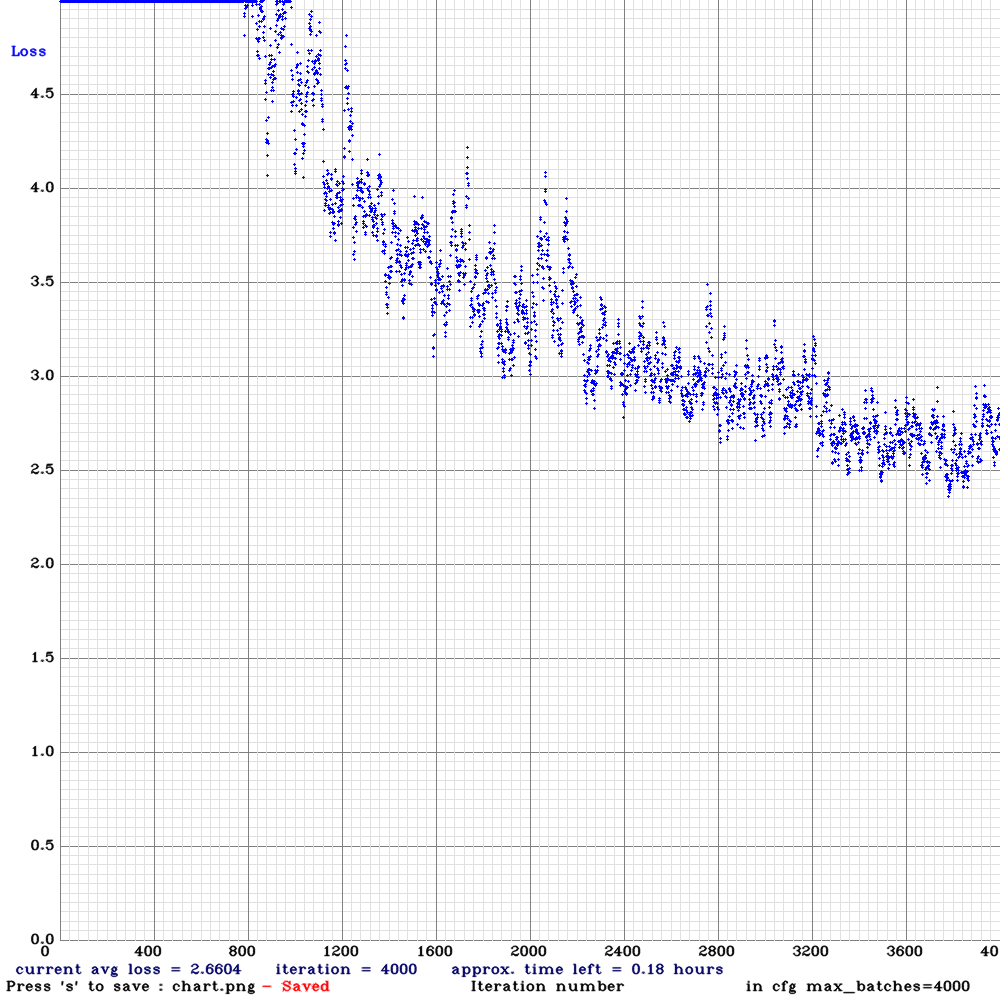 Loss
4.5
4.0
3.5
3.0
2.5
2.0
1.5
1.0
0.5
0.0
0 400 800 1200 1600 2000 2400 2800 3200 3600 40
current avg loss = 2.6604 iteration = 4000 approx. time left = 0.18 hours
Press 's' to save : chart.png - Saved Iteration number in cfg max_batches=4000